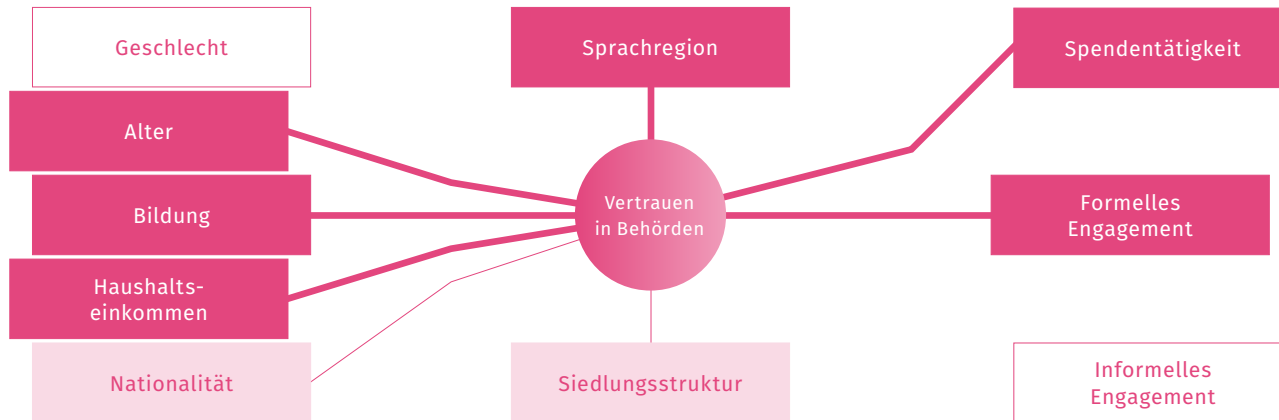 Geschlecht
Sprachregion
Spendentätigkeit
Alter
Bildung
Vertrauen
in Behörden
Formelles
Engagement
Haushalts-
einkommen
Nationalität
Siedlungsstruktur
Informelles
Engagement